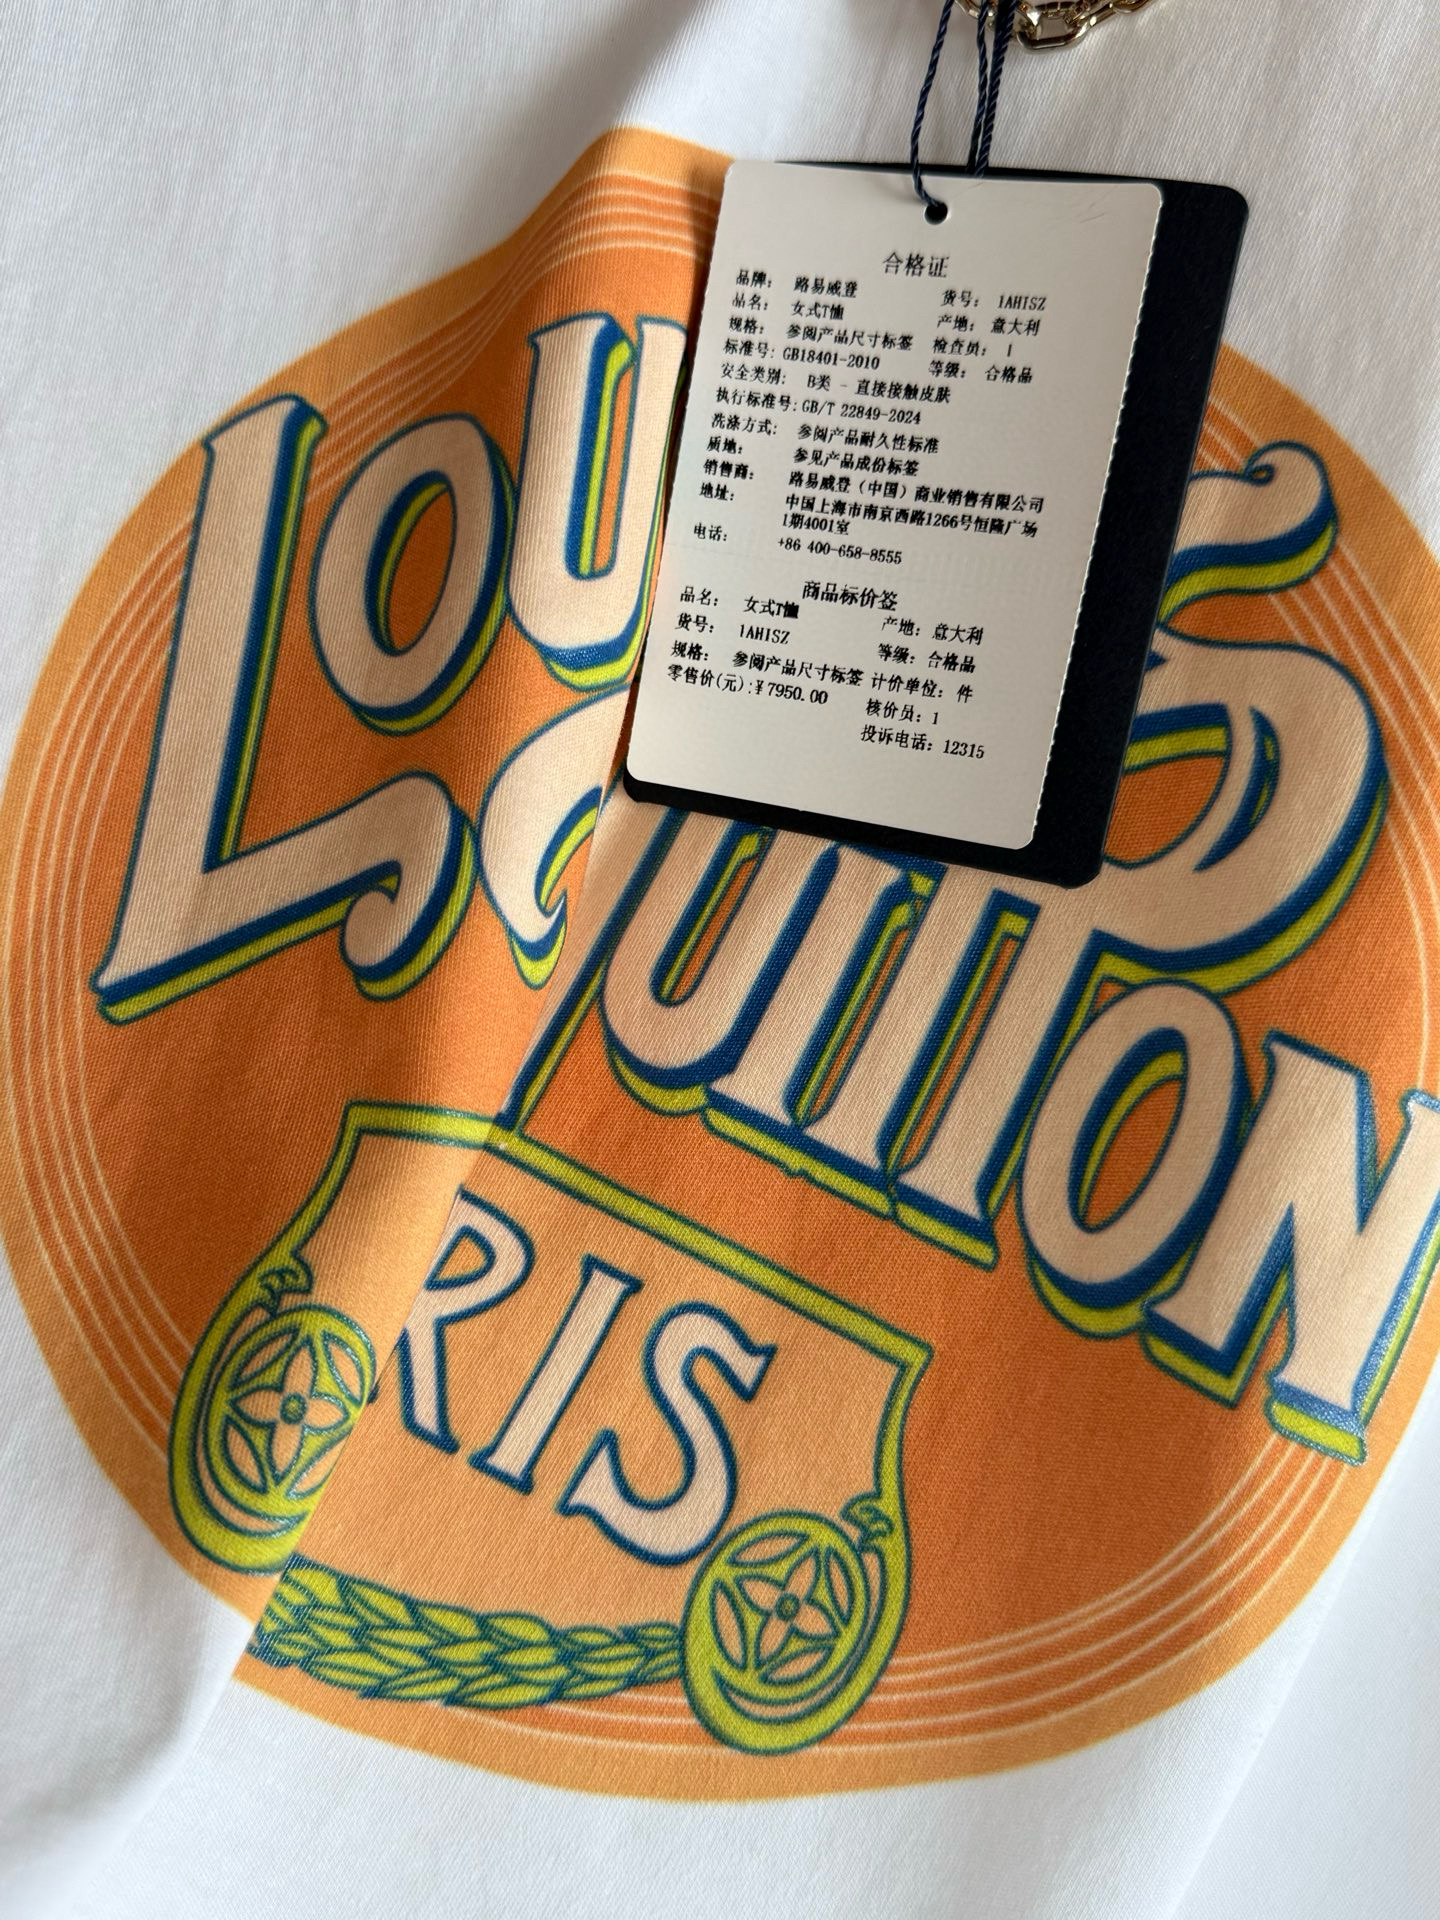 合格证
品牌： 路易威登 货号： 1AHISZ
品名： 女式T恤 产地： 意大利
规格： 参阅产品尺寸标签 检查员： 1
标准号: GB18401-2010 等级： 合格品
安全类别： B类 - 直接接触皮肤
执行标准号: GB/T 22849-2024
洗涤方式： 参阅产品耐久性标准
质地： 参见产品成份标签
销售商： 路易威登（中国）商业销售有限公司
地址： 中国上海市南京西路1266号恒隆广场
1期4001室
电话： +86 400-658-8555
商品标价签
品名： 女式T恤 产地： 意大利
货号： 1AHISZ 等级： 合格品
规格： 参阅产品尺寸标签 计价单位： 件
零售价(元):¥7950.00 核价员： 1
投诉电话： 12315
LOU S
UITTON
RIS